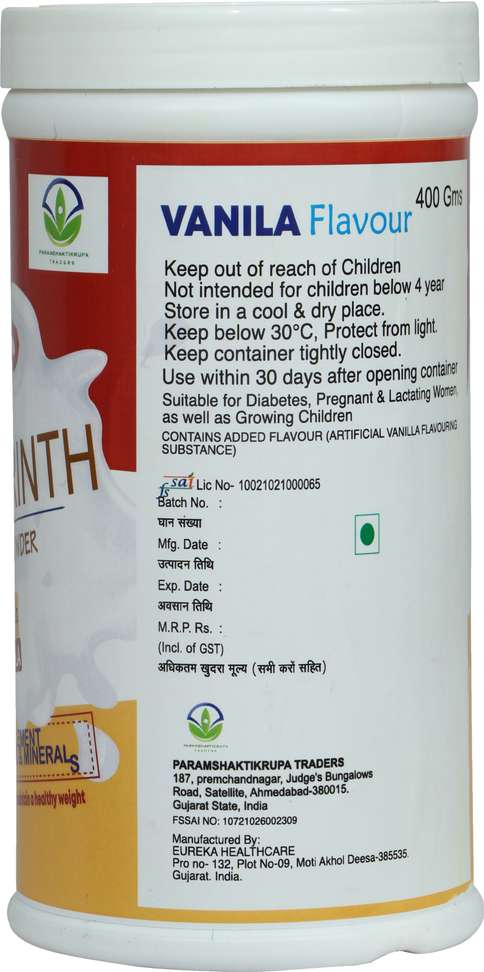 PARAMSHAKTIKRUPA
TRADERS
VANILA Flavour 400 Gms
Keep out of reach of Children
Not intended for children below 4 year
Store in a cool & dry place.
Keep below 30°C, Protect from light.
Keep container tightly closed.
Use within 30 days after opening container
Suitable for Diabetes, Pregnant & Lactating Women,
as well as Growing Children
CONTAINS ADDED FLAVOUR (ARTIFICIAL VANILLA FLAVOURING
SUBSTANCE)
INTH
fssai Lic No- 10021021000065
Batch No. :
घान संख्या
Mfg. Date :
उत्पादन तिथि
Exp. Date :
अवसान तिथि
M.R.P. Rs. :
(Incl. of GST)
अधिकतम खुदरा मूल्य (सभी करों सहित)
MINERALS
a healthy weight
PARAMSHAKTIKRUPA
TRADERS
PARAMSHAKTIKRUPA TRADERS
187, premchandnagar, Judge's Bungalows
Road, Satellite, Ahmedabad-380015.
Gujarat State, India
FSSAI NO: 10721026002309
Manufactured By:
EUREKA HEALTHCARE
Pro no- 132, Plot No-09, Moti Akhol Deesa-385535.
Gujarat. India.